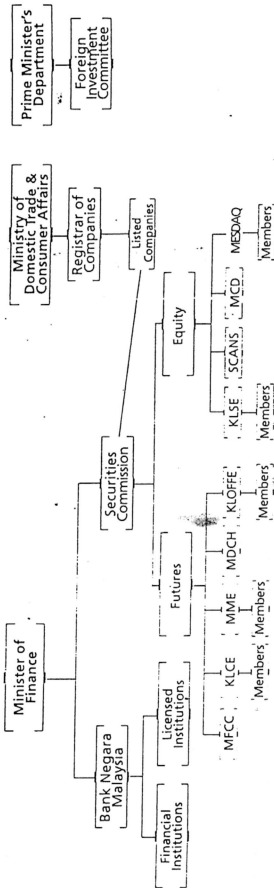 Minister of
Finance
Ministry of
Domestic Trade &
Consumer Affairs
Prime Minister's
Department
Bank Negara
Malaysia
Securities
Commission
Registrar of
Companies
Foreign
Investment
Committee
Listed
Companies
Financial
Institutions
Licensed
Institutions
Futures
Equity
MFCC
KLCE
MME
MDCH
KLOFFE
KLSE
SCANS
MCD
MESDAQ
Members
Members
Members
Members
Members